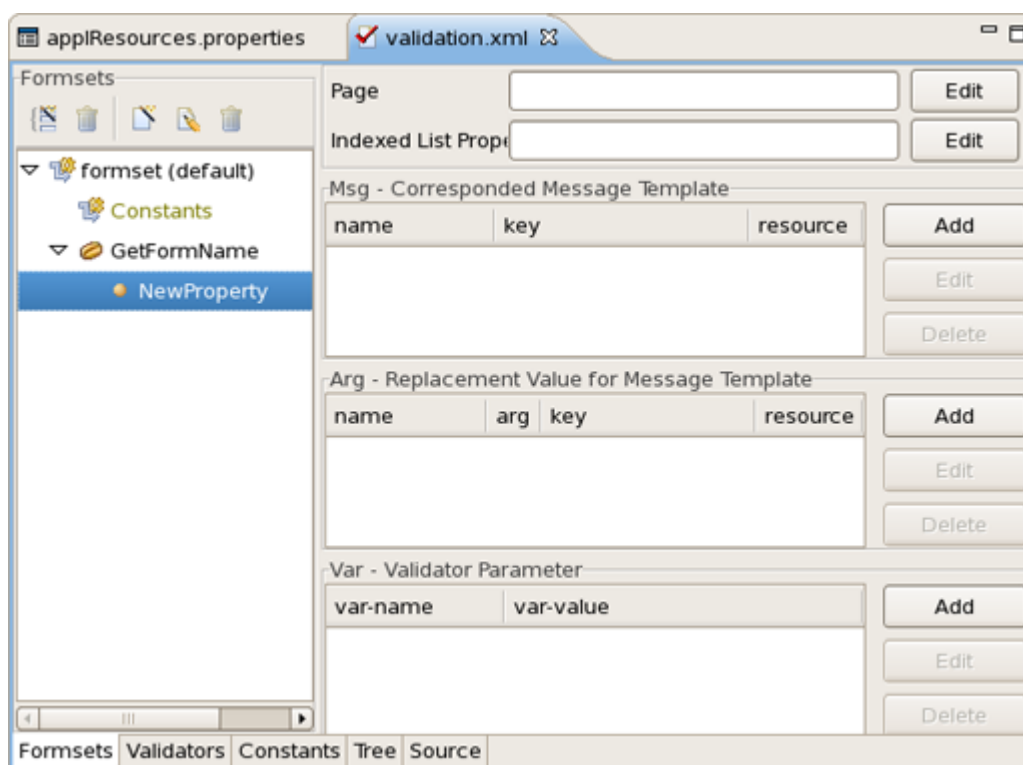 applResources.properties
validation.xml
Formsets
formset (default)
Constants
GetFormName
NewProperty
Page
Edit
Indexed List Prope
Edit
Msg - Corresponded Message Template
name key resource
Add
Edit
Delete
Arg - Replacement Value for Message Template
name arg key resource
Add
Edit
Delete
Var - Validator Parameter
var-name var-value
Add
Edit
Delete
Formsets Validators Constants Tree Source